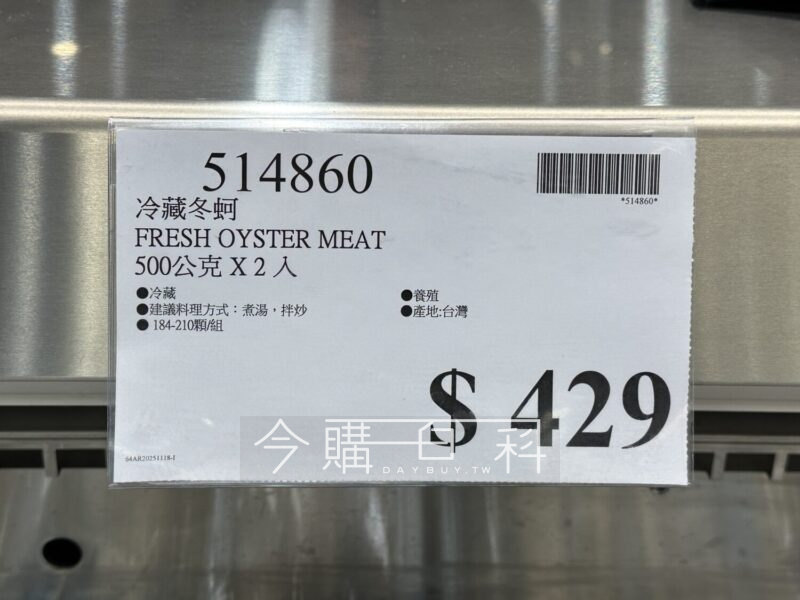 514860
*514860*
冷藏冬蚵
FRESH OYSTER MEAT
500公克 X 2 入
●冷藏
●建議料理方式：煮湯，拌炒
● 184-210顆/組
●養殖
●產地:台灣
$ 429
64AR20251118-1
今購百科
DAYBUY.TW